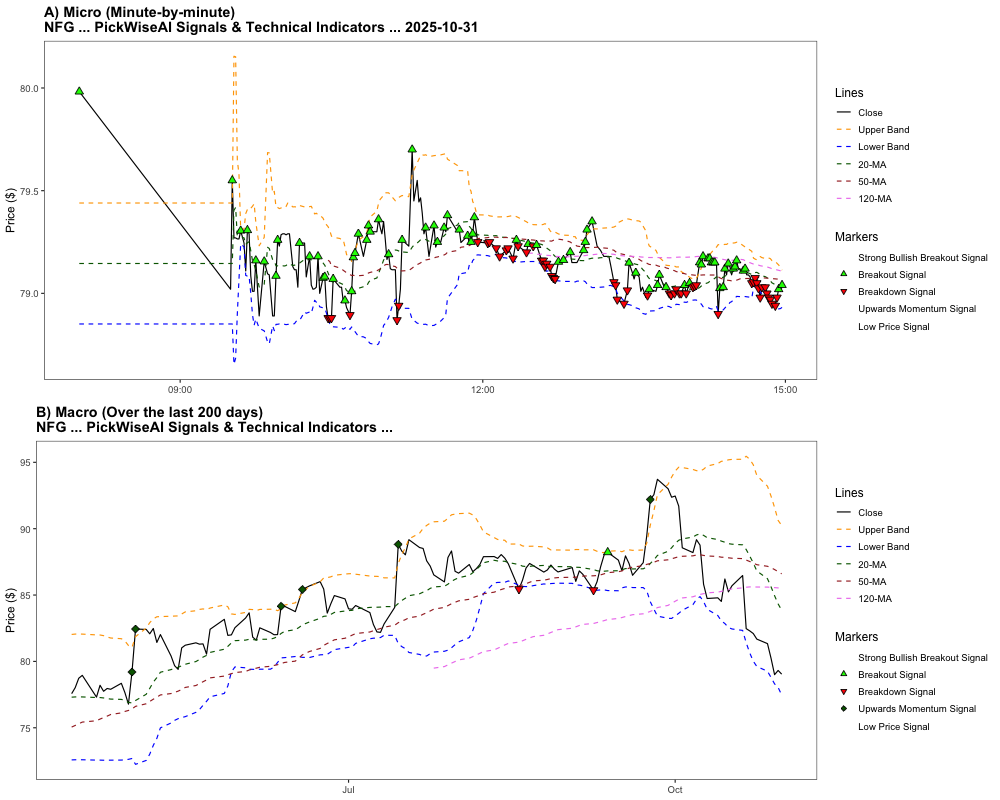 A) Micro (Minute-by-minute)
NFG ... PickWiseAI Signals & Technical Indicators ... 2025-10-31
Price ($)
80.0
79.5
79.0
09:00
12:00
15:00
Lines
Close
Upper Band
Lower Band
20-MA
50-MA
120-MA
Markers
Strong Bullish Breakout Signal
Breakout Signal
Breakdown Signal
Upwards Momentum Signal
Low Price Signal
B) Macro (Over the last 200 days)
NFG ... PickWiseAI Signals & Technical Indicators ...
Price ($)
95
90
85
80
75
Jul
Oct
Lines
Close
Upper Band
Lower Band
20-MA
50-MA
120-MA
Markers
Strong Bullish Breakout Signal
Breakout Signal
Breakdown Signal
Upwards Momentum Signal
Low Price Signal